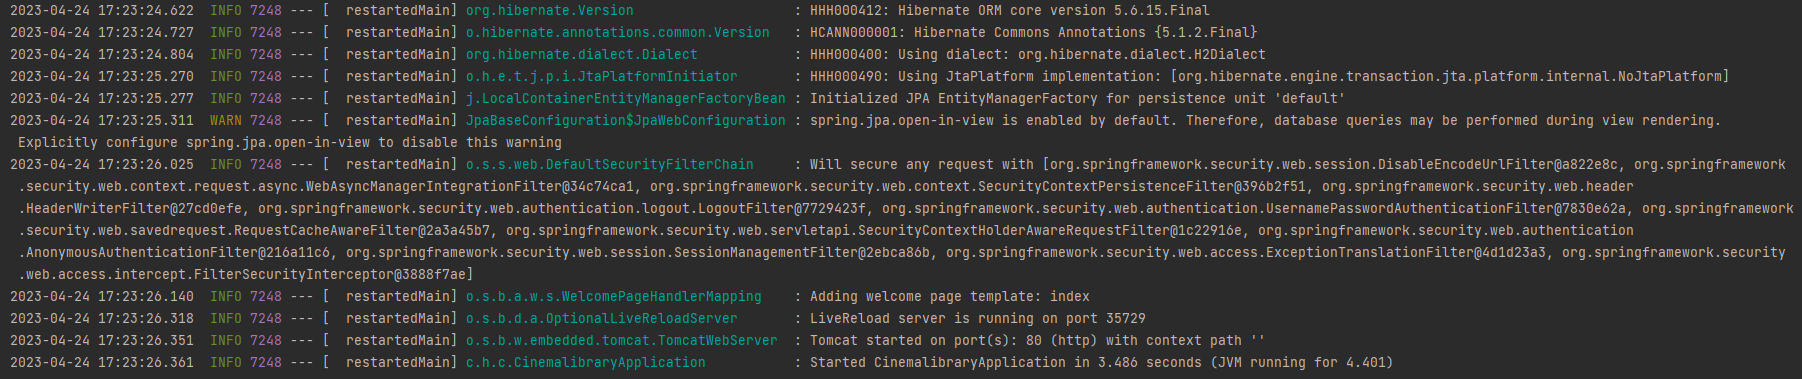 2023-04-24 17:23:24.622  INFO 7248 --- [  restartedMain] org.hibernate.Version                    : HHH000412: Hibernate ORM core version 5.6.15.Final
2023-04-24 17:23:24.727  INFO 7248 --- [  restartedMain] o.hibernate.annotations.common.Version   : HCANN000001: Hibernate Commons Annotations {5.1.2.Final}
2023-04-24 17:23:24.804  INFO 7248 --- [  restartedMain] org.hibernate.dialect.Dialect            : HHH000400: Using dialect: org.hibernate.dialect.H2Dialect
2023-04-24 17:23:25.270  INFO 7248 --- [  restartedMain] o.h.e.t.j.p.i.JtaPlatformInitiator       : HHH000490: Using JtaPlatform implementation: [org.hibernate.engine.transaction.jta.platform.internal.NoJtaPlatform]
2023-04-24 17:23:25.277  INFO 7248 --- [  restartedMain] j.LocalContainerEntityManagerFactoryBean : Initialized JPA EntityManagerFactory for persistence unit 'default'
2023-04-24 17:23:25.311  WARN 7248 --- [  restartedMain] JpaBaseConfiguration$JpaWebConfiguration : spring.jpa.open-in-view is enabled by default. Therefore, database queries may be performed during view rendering.
 Explicitly configure spring.jpa.open-in-view to disable this warning
2023-04-24 17:23:26.025  INFO 7248 --- [  restartedMain] o.s.s.web.DefaultSecurityFilterChain     : Will secure any request with [org.springframework.security.web.session.DisableEncodeUrlFilter@a822e8c, org.springframework
 .security.web.context.request.async.WebAsyncManagerIntegrationFilter@34c74ca1, org.springframework.security.web.context.SecurityContextPersistenceFilter@396b2f51, org.springframework.security.web.header
 .HeaderWriterFilter@27cd0efe, org.springframework.security.web.authentication.logout.LogoutFilter@7729423f, org.springframework.security.web.authentication.UsernamePasswordAuthenticationFilter@7830e62a, org.springframework
 .security.web.savedrequest.RequestCacheAwareFilter@2a3a45b7, org.springframework.security.web.servletapi.SecurityContextHolderAwareRequestFilter@1c22916e, org.springframework.security.web.authentication
 .AnonymousAuthenticationFilter@216a11c6, org.springframework.security.web.session.SessionManagementFilter@2ebca86b, org.springframework.security.web.access.ExceptionTranslationFilter@4d1d23a3, org.springframework.security
 .web.access.intercept.FilterSecurityInterceptor@3888f7ae]
2023-04-24 17:23:26.140  INFO 7248 --- [  restartedMain] o.s.b.a.w.s.WelcomePageHandlerMapping    : Adding welcome page template: index
2023-04-24 17:23:26.318  INFO 7248 --- [  restartedMain] o.s.b.d.a.OptionalLiveReloadServer       : LiveReload server is running on port 35729
2023-04-24 17:23:26.351  INFO 7248 --- [  restartedMain] o.s.b.w.embedded.tomcat.TomcatWebServer  : Tomcat started on port(s): 80 (http) with context path ''
2023-04-24 17:23:26.361  INFO 7248 --- [  restartedMain] c.h.c.CinemalibraryApplication           : Started CinemalibraryApplication in 3.486 seconds (JVM running for 4.401)